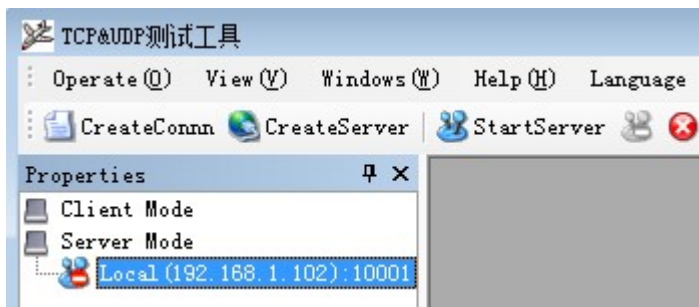 TCP&UDP测试工具
Operate(O) View(V) Windows(W) Help(H) Language
CreateConnn CreateServer StartServer
Properties
Client Mode
Server Mode
Local(192.168.1.102):10001